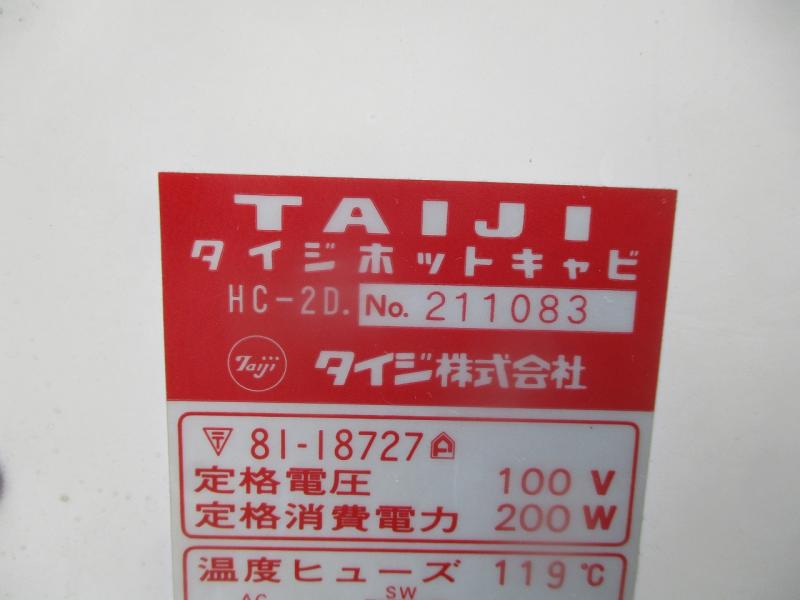 TAIJI
タイジホットキャビ
HC-2D. No. 211083
Taiji タイジ株式会社
〒 81-18727
定格電圧 100 V
定格消費電力 200 W
温度ヒューズ 119 ℃
AC SW